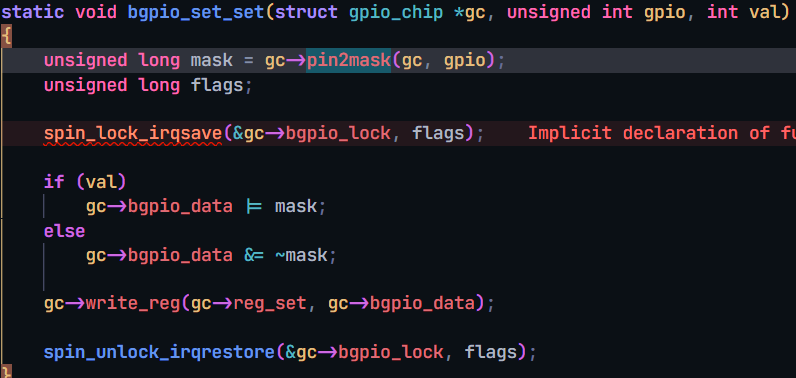 static void bgpio_set_set(struct gpio_chip *gc, unsigned int gpio, int val)
{
unsigned long mask = gc->pin2mask(gc, gpio);
unsigned long flags;
spin_lock_irqsave(&gc->bgpio_lock, flags); Implicit declaration of
if (val)
gc->bgpio_data |= mask;
else
gc->bgpio_data &= ~mask;
gc->write_reg(gc->reg_set, gc->bgpio_data);
spin_unlock_irqrestore(&gc->bgpio_lock, flags);
}